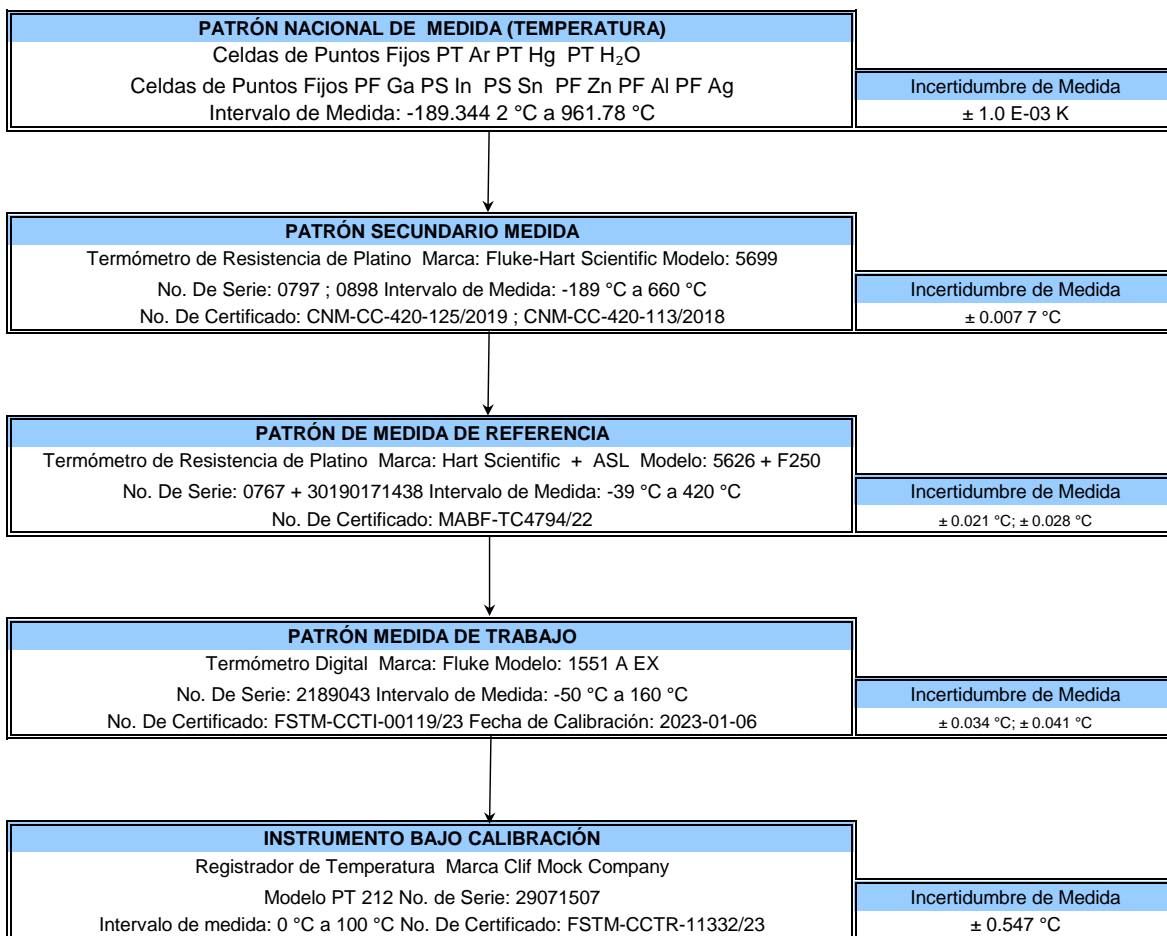 PATRÓN NACIONAL DE MEDIDA (TEMPERATURA)
Celdas de Puntos Fijos PT Ar PT Hg PT H₂O
Celdas de Puntos Fijos PF Ga PS In PS Sn PF Zn PF Al PF Ag
Intervalo de Medida: -189.344 2 °C a 961.78 °C
Incertidumbre de Medida
± 1.0 E-03 K
PATRÓN SECUNDARIO MEDIDA
Termómetro de Resistencia de Platino Marca: Fluke-Hart Scientific Modelo: 5699
No. De Serie: 0797 ; 0898 Intervalo de Medida: -189 °C a 660 °C
No. De Certificado: CNM-CC-420-125/2019 ; CNM-CC-420-113/2018
Incertidumbre de Medida
± 0.007 7 °C
PATRÓN DE MEDIDA DE REFERENCIA
Termómetro de Resistencia de Platino Marca: Hart Scientific + ASL Modelo: 5626 + F250
No. De Serie: 0767 + 30190171438 Intervalo de Medida: -39 °C a 420 °C
No. De Certificado: MABF-TC4794/22
Incertidumbre de Medida
± 0.021 °C; ± 0.028 °C
PATRÓN MEDIDA DE TRABAJO
Termómetro Digital Marca: Fluke Modelo: 1551 A EX
No. De Serie: 2189043 Intervalo de Medida: -50 °C a 160 °C
No. De Certificado: FSTM-CCTI-00119/23 Fecha de Calibración: 2023-01-06
Incertidumbre de Medida
± 0.034 °C; ± 0.041 °C
INSTRUMENTO BAJO CALIBRACIÓN
Registrador de Temperatura Marca Clif Mock Company
Modelo PT 212 No. de Serie: 29071507
Intervalo de medida: 0 °C a 100 °C No. De Certificado: FSTM-CCTR-11332/23
Incertidumbre de Medida
± 0.547 °C